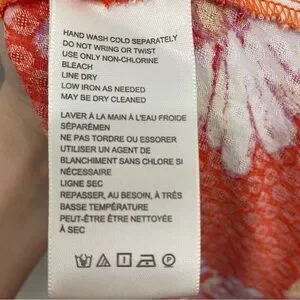 HAND WASH COLD SEPARATELY
DO NOT WRING OR TWIST
USE ONLY NON-CHLORINE
BLEACH
LINE DRY
LOW IRON AS NEEDED
MAY BE DRY CLEANED
LAVER À LA MAIN À L'EAU FROIDE
SÉPARÉMEN
NE PAS TORDRE OU ESSORER
UTILISER UN AGENT DE
BLANCHIMENT SANS CHLORE SI
NÉCESSAIRE
LIGNE SEC
REPASSER, AU BESOIN, À TRÈS
BASSE TEMPÉRATURE
PEUT-ÊTRE ÊTRE NETTOYÉE
À SEC